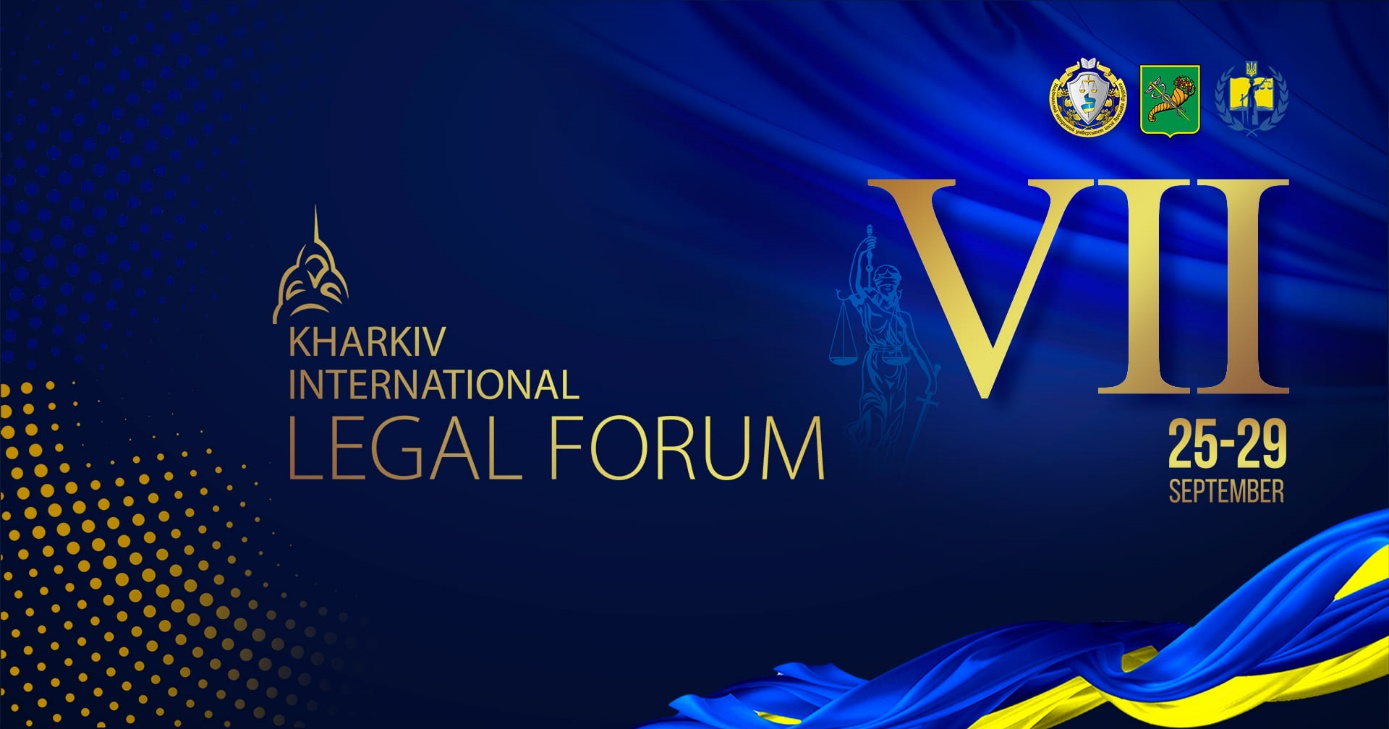 KHARKIV
INTERNATIONAL
LEGAL FORUM
VII
25-29
SEPTEMBER